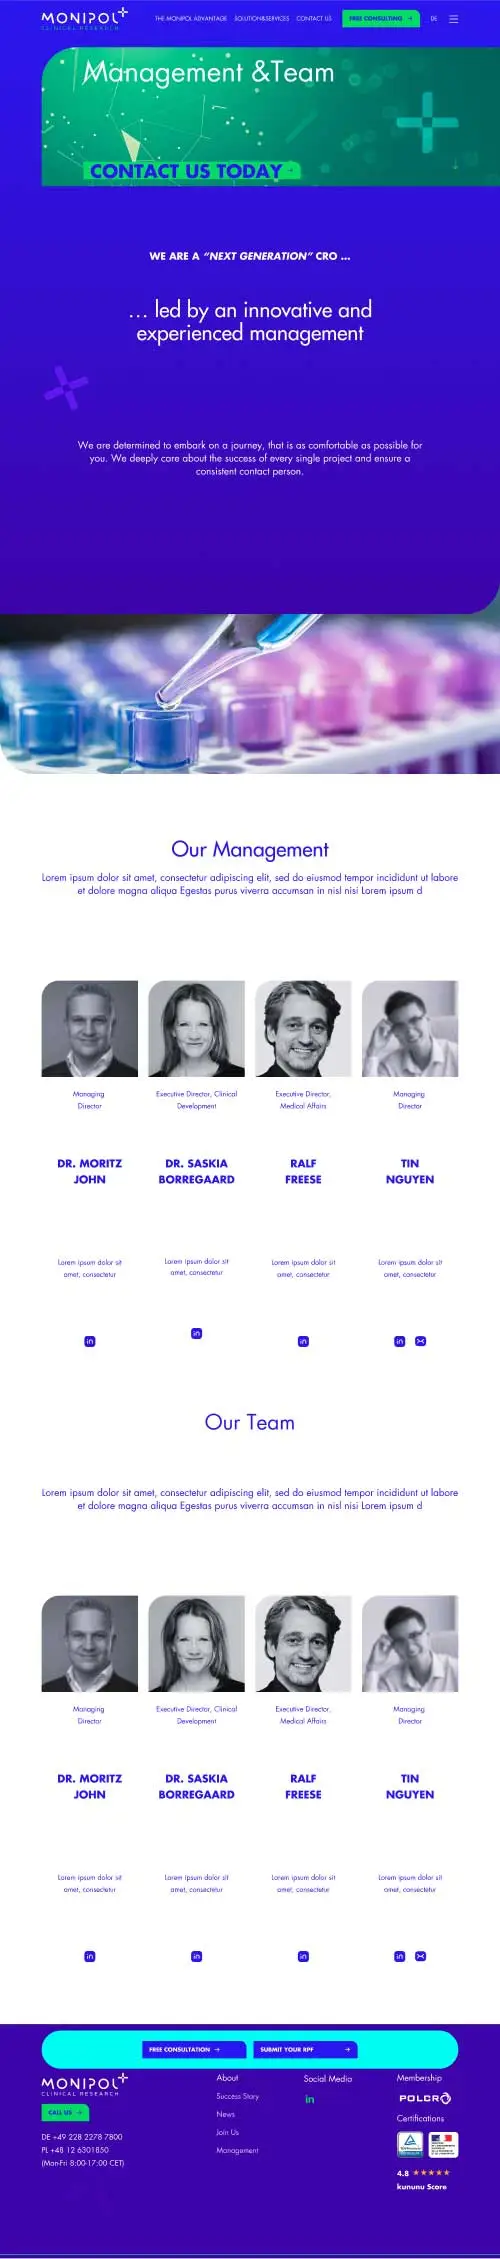 MONIPOL
CLINICAL RESEARCH
THE MONIPOL ADVANTAGE SOLUTION&SERVICES CONTACT US FREE CONSULTING → DE
Management &Team
CONTACT US TODAY →
WE ARE A “NEXT GENERATION” CRO ...
... led by an innovative and
experienced management
We are determined to embark on a journey, that is as comfortable as possible for
you. We deeply care about the success of every single project and ensure a
consistent contact person.
Our Management
Lorem ipsum dolor sit amet, consectetur adipiscing elit, sed do eiusmod tempor incididunt ut labore
et dolore magna aliqua Egestas purus viverra accumsan in nisl nisi Lorem ipsum d
Managing
Director
Executive Director, Clinical
Development
Executive Director,
Medical Affairs
Managing
Director
DR. MORITZ
JOHN
DR. SASKIA
BORREGAARD
RALF
FREESE
TIN
NGUYEN
Lorem ipsum dolor sit
amet, consectetur
Lorem ipsum dolor sit
amet, consectetur
Lorem ipsum dolor sit
amet, consectetur
Lorem ipsum dolor sit
amet, consectetur
in
in
in
in
Our Team
Lorem ipsum dolor sit amet, consectetur adipiscing elit, sed do eiusmod tempor incididunt ut labore
et dolore magna aliqua Egestas purus viverra accumsan in nisl nisi Lorem ipsum d
Managing
Director
Executive Director, Clinical
Development
Executive Director,
Medical Affairs
Managing
Director
DR. MORITZ
JOHN
DR. SASKIA
BORREGAARD
RALF
FREESE
TIN
NGUYEN
Lorem ipsum dolor sit
amet, consectetur
Lorem ipsum dolor sit
amet, consectetur
Lorem ipsum dolor sit
amet, consectetur
Lorem ipsum dolor sit
amet, consectetur
in
in
in
in
FREE CONSULTATION →
SUBMIT YOUR RPF →
MONIPOL
CLINICAL RESEARCH
CALL US →
DE +49 228 2278 7800
PL +48 12 6301850
(Mon-Fri 8:00-17:00 CET)
About
Success Story
News
Join Us
Management
Social Media
in
Membership
POLCRO
Certifications
4.8 ★★★★★
kununu Score